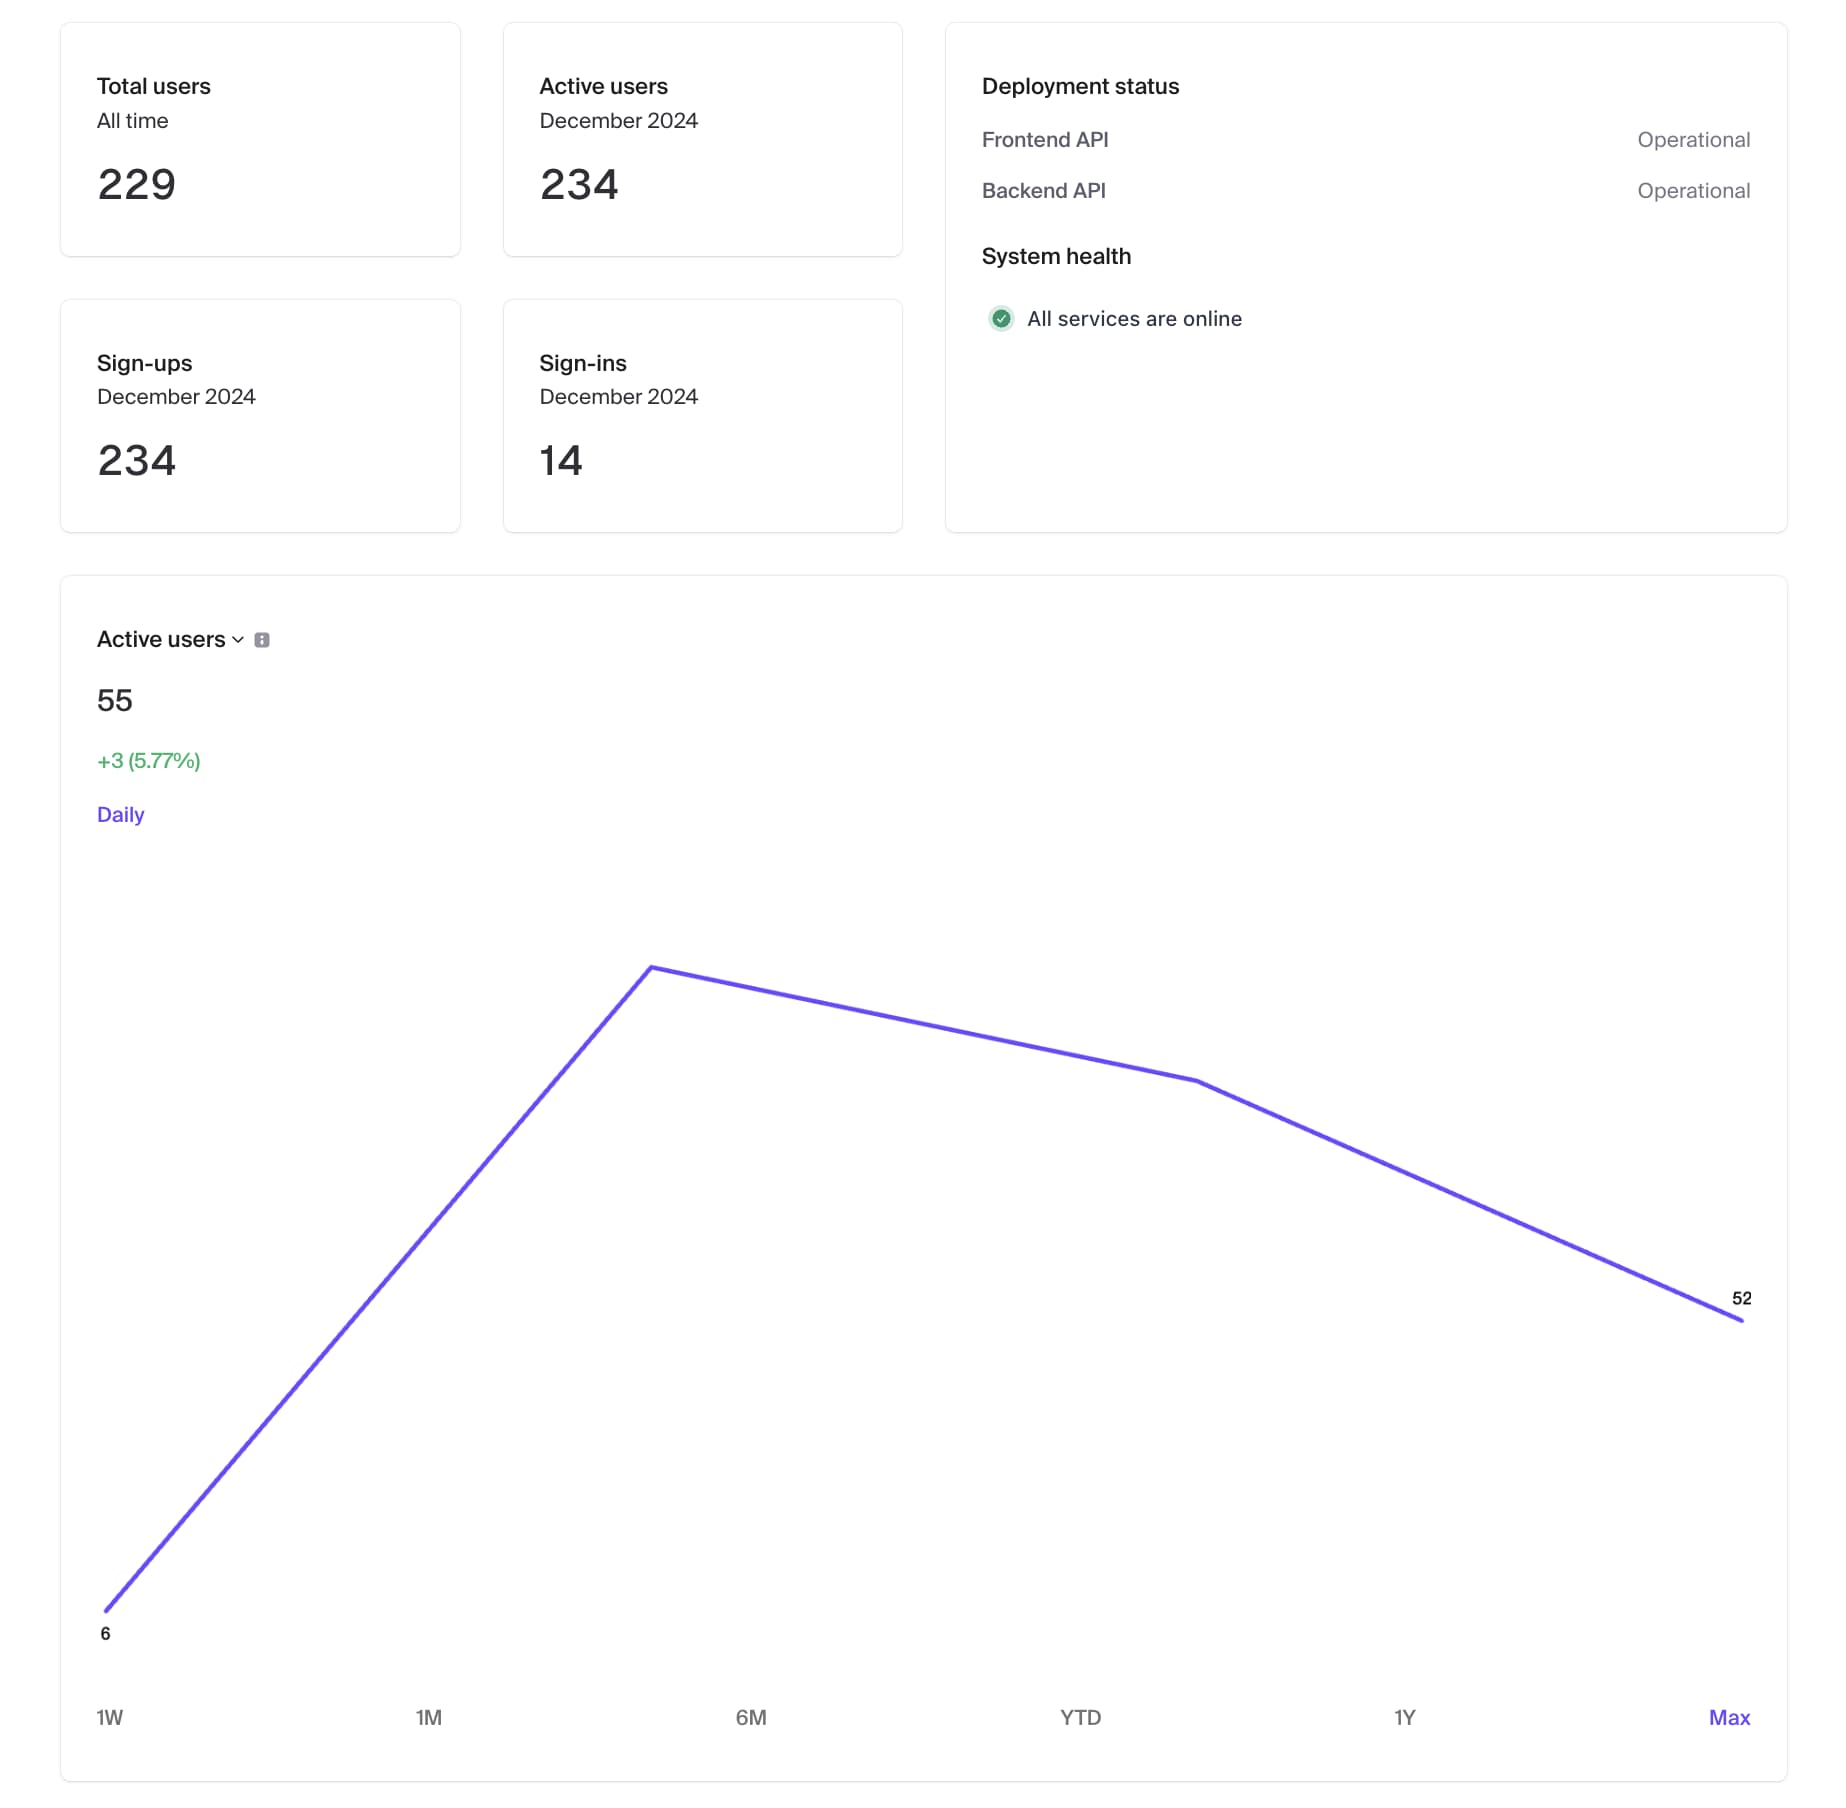 Total users
All time
229
Active users
December 2024
234
Sign-ups
December 2024
234
Sign-ins
December 2024
14
Deployment status
Frontend API Operational
Backend API Operational
System health
All services are online
Active users
55
+3 (5.77%)
Daily
52
6
1W 1M 6M YTD 1Y Max